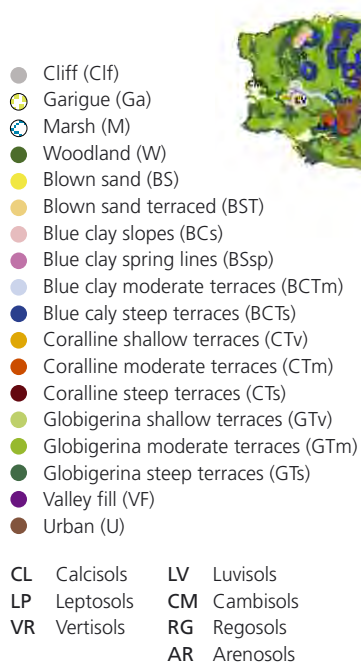 LV
Cliff (Clf)
Garigue (Ga)
Marsh (M)
Woodland (W)
Blown sand (BS)
Blown sand terraced (BST)
Blue clay slopes (BCs)
Blue clay spring lines (BSsp)
Blue clay moderate terraces (BCTm)
Blue caly steep terraces (BCTs)
Coralline shallow terraces (CTv)
Coralline moderate terraces (CTm)
Coralline steep terraces (CTs)
Globigerina shallow terraces (GTv)
Globigerina moderate terraces (GTm)
Globigerina steep terraces (GTs)
Valley fill (VF)
Urban (U)
CL Calcisols LV Luvisols
LP Leptosols CM Cambisols
VR Vertisols RG Regosols
AR Arenosols